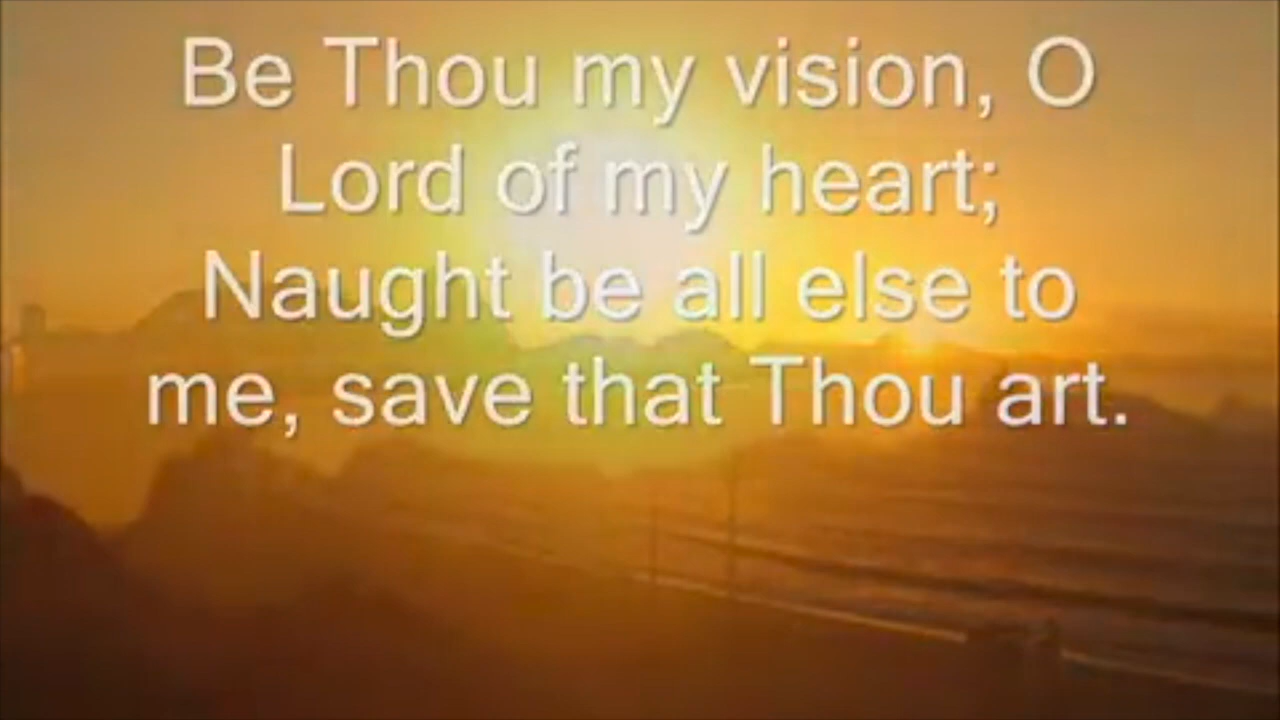 Be Thou my vision, O
Lord of my heart;
Naught be all else to
me, save that Thou art.